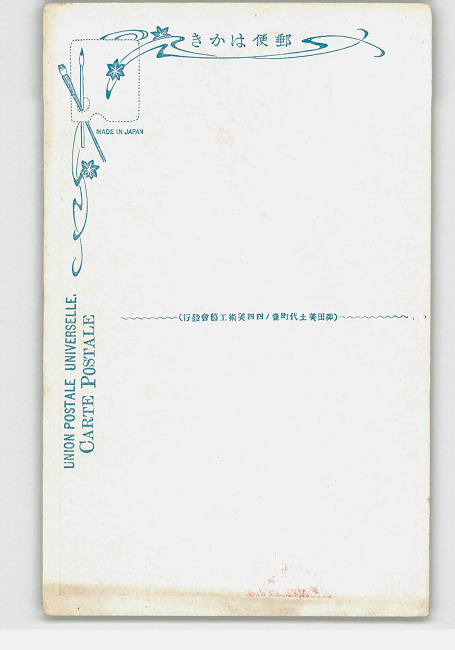 郵便はかき
MADE IN JAPAN
UNION POSTALE UNIVERSELLE.
CARTE POSTALE
(神田美土代町壹ノ四四美術工藝會發行)